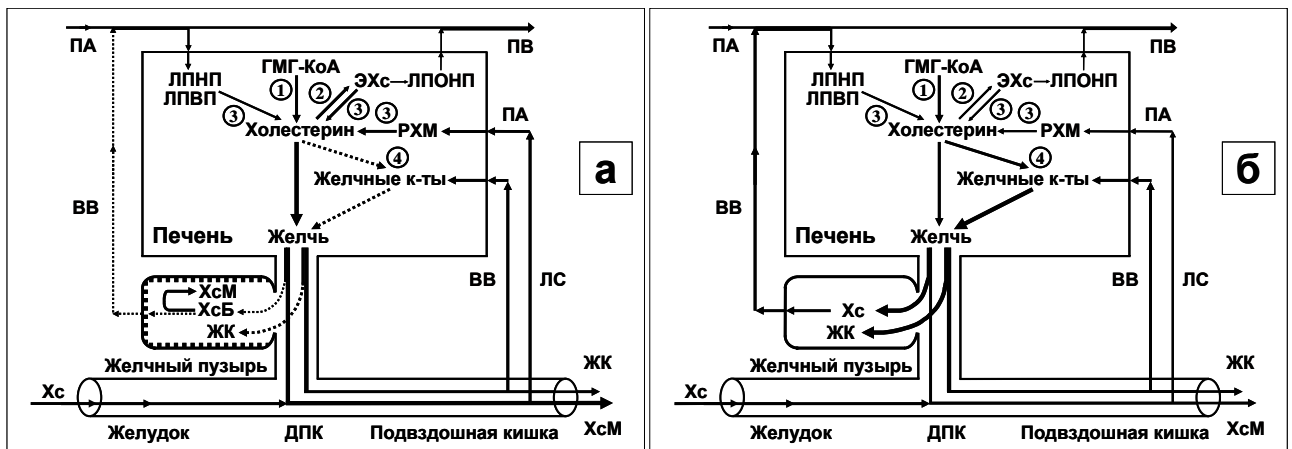 ПА
ПВ
ЛПНП
ЛПВП
ГМГ-КоА
1
2
ЭХс
ЛПОНП
3
3
3
Холестерин
РХМ
ПА
4
Желчные к-ты
а
ВВ
Печень
Желчь
ВВ
ЛС
ХсМ
ХсБ
ЖК
Желчный пузырь
ЖК
Хс
ХсМ
Желудок
ДПК
Подвздошная кишка
ПА
ПВ
ЛПНП
ЛПВП
ГМГ-КоА
1
2
ЭХс
ЛПОНП
3
3
3
Холестерин
РХМ
ПА
4
Желчные к-ты
б
ВВ
Печень
Желчь
ВВ
ЛС
Хс
ЖК
Желчный пузырь
ЖК
Хс
ХсМ
Желудок
ДПК
Подвздошная кишка